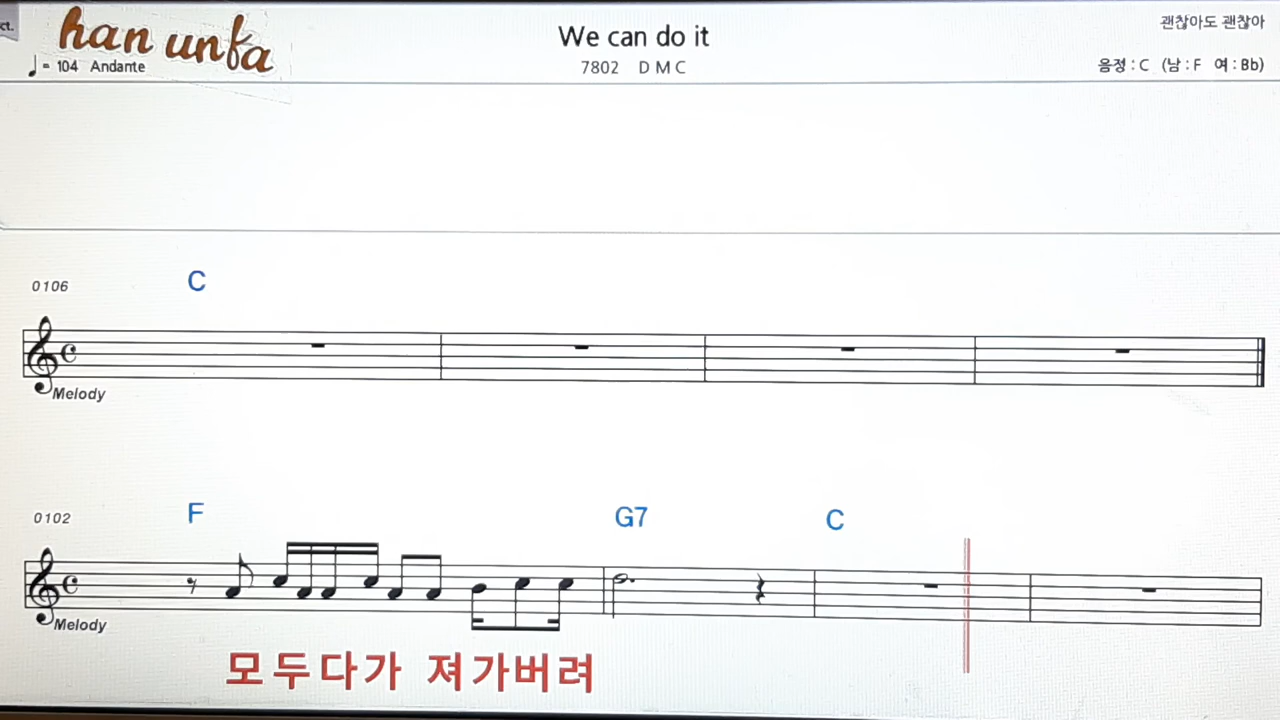 ct.
han unfa
We can do it
괜찮아도 괜찮아
♩= 104 Andante
7802 D M C
음정 : C (남 : F 여 : Bb)
0106
C
Melody
0102
F G7 C
Melody
모두다가 져가버려